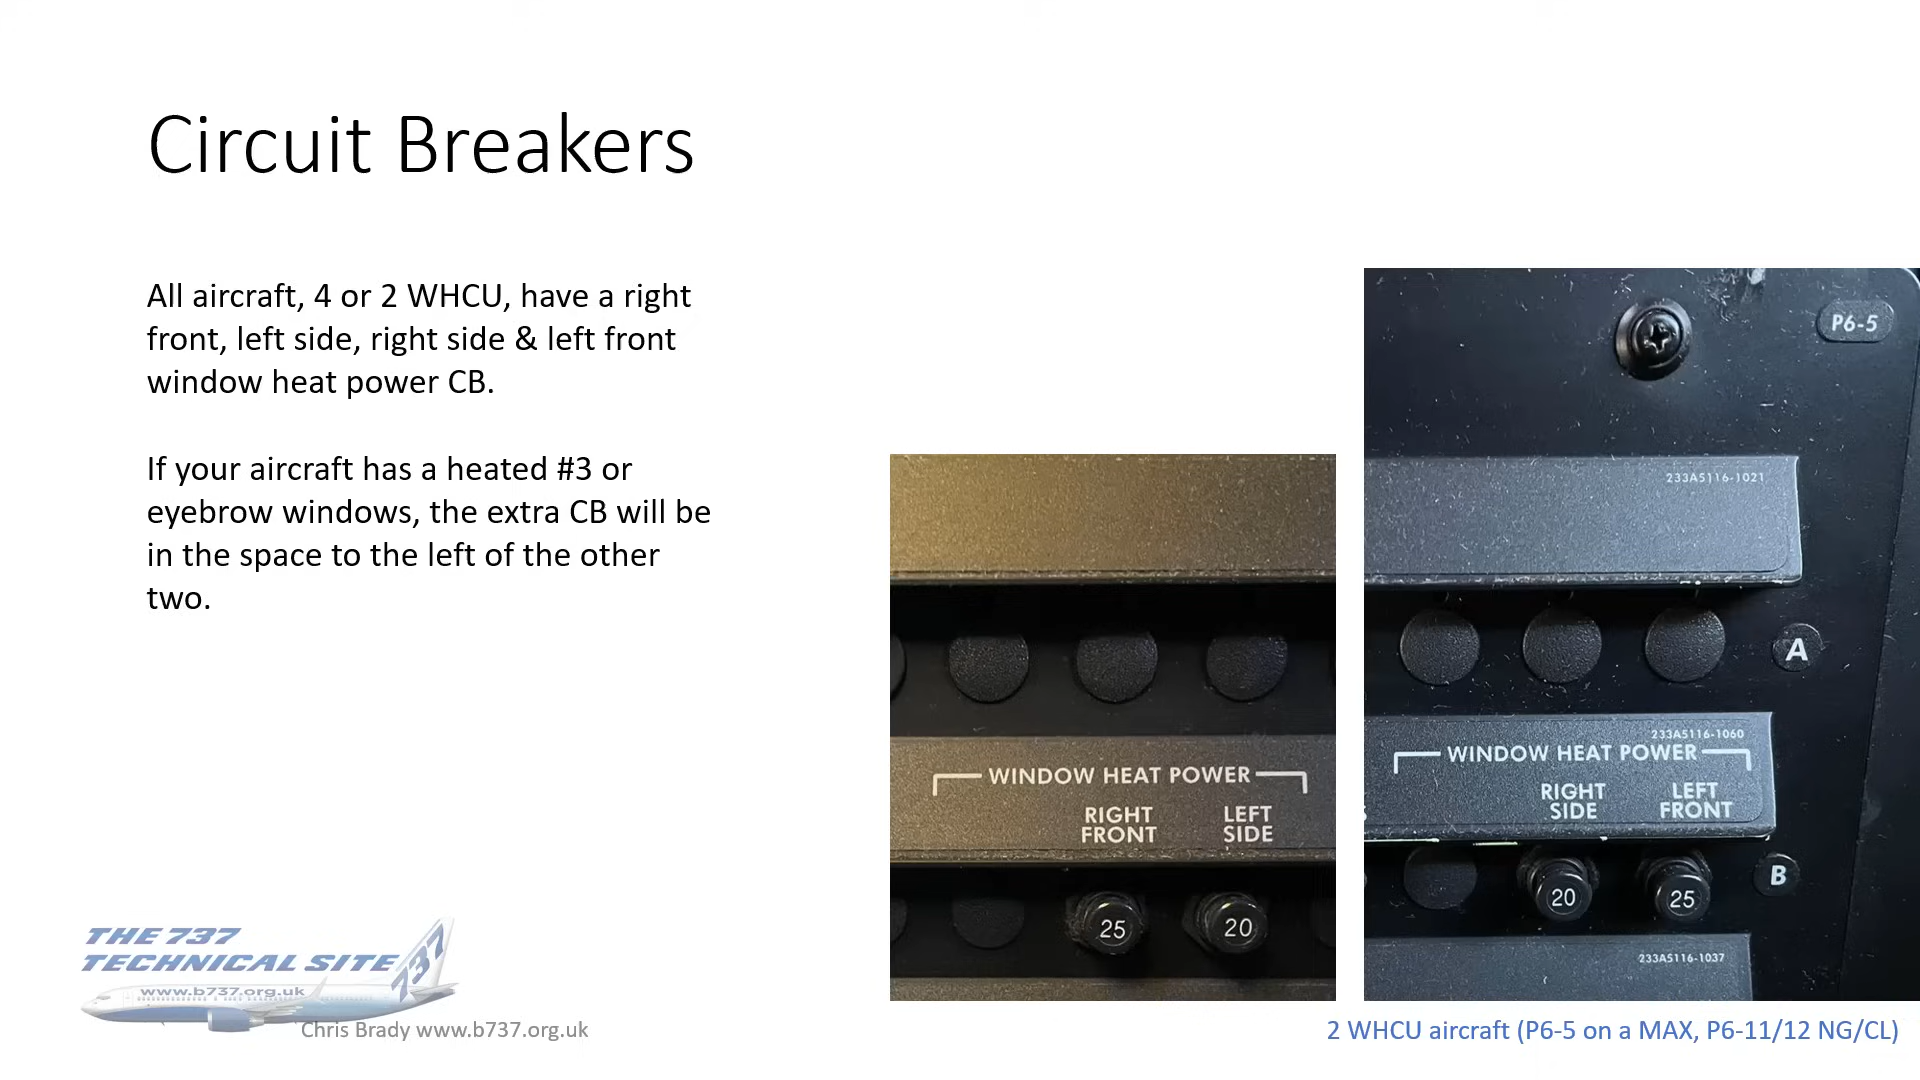 Circuit Breakers
All aircraft, 4 or 2 WHCU, have a right
front, left side, right side & left front
window heat power CB.
If your aircraft has a heated #3 or
eyebrow windows, the extra CB will be
in the space to the left of the other
two.
WINDOW HEAT POWER
RIGHT FRONT
LEFT SIDE
25
20
P6-5
233A5116-1021
A
233A5116-1060
WINDOW HEAT POWER
RIGHT SIDE
LEFT FRONT
B
20
25
233A5116-1037
THE 737
TECHNICAL SITE
737
www.b737.org.uk
Chris Brady www.b737.org.uk
2 WHCU aircraft (P6-5 on a MAX, P6-11/12 NG/CL)